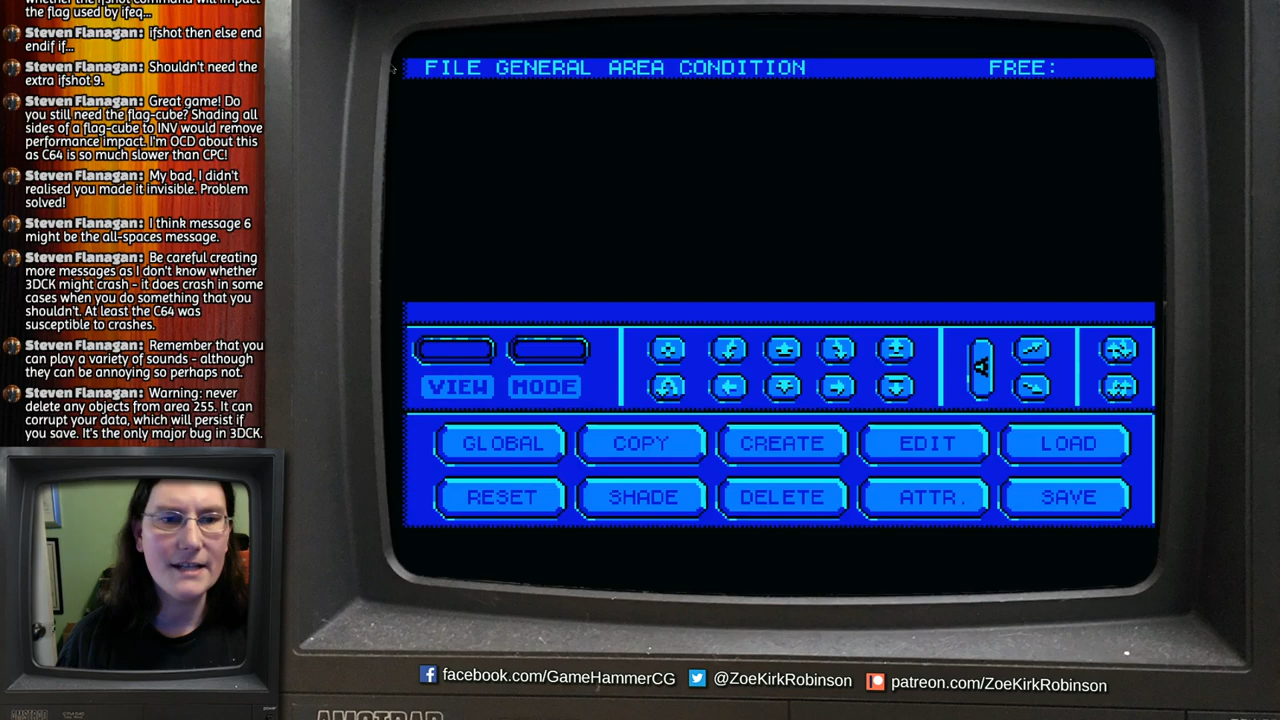 whether the ifshot command will impact
the flag used by ifeq...
Steven Flanagan: ifshot then else end
endif if...
Steven Flanagan: Shouldn't need the
extra ifshot 9.
Steven Flanagan: Great game! Do
you still need the flag-cube? Shading all
sides of a flag-cube to INV would remove
performance impact. I'm OCD about this
as C64 is so much slower than CPC!
Steven Flanagan: My bad, I didn't
realised you made it invisible. Problem
solved!
Steven Flanagan: I think message 6
might be the all-spaces message.
Steven Flanagan: Be careful creating
more messages as I don't know whether
3DCK might crash - it does crash in some
cases when you do something that you
shouldn't. At least the C64 was
susceptible to crashes.
Steven Flanagan: Remember that you
can play a variety of sounds - although
they can be annoying so perhaps not.
Steven Flanagan: Warning: never
delete any objects from area 255. It can
corrupt your data, which will persist if
you save. It's the only major bug in 3DCK.
FILE GENERAL AREA CONDITION FREE:
VIEW MODE
GLOBAL COPY CREATE EDIT LOAD
RESET SHADE DELETE ATTR. SAVE
facebook.com/GameHammerCG @ZoeKirkRobinson patreon.com/ZoeKirkRobinson
AMSTRAD